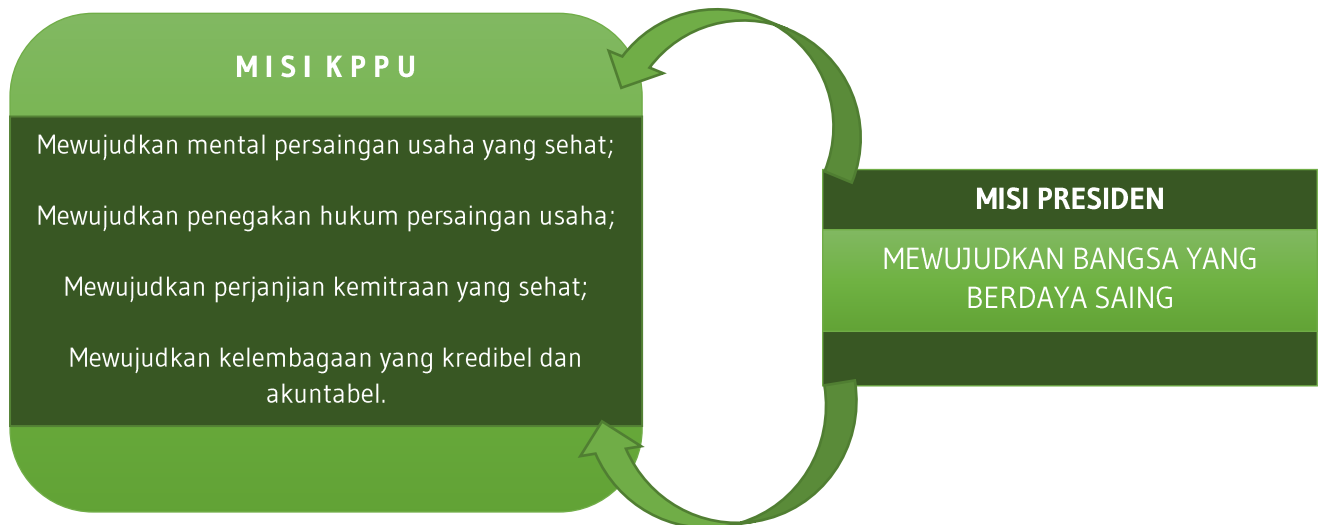 MISI KPPU
Mewujudkan mental persaingan usaha yang sehat;
Mewujudkan penegakan hukum persaingan usaha;
Mewujudkan perjanjian kemitraan yang sehat;
Mewujudkan kelembagaan yang kredibel dan
akuntabel.
MISI PRESIDEN
MEWUJUDKAN BANGSA YANG
BERDAYA SAING